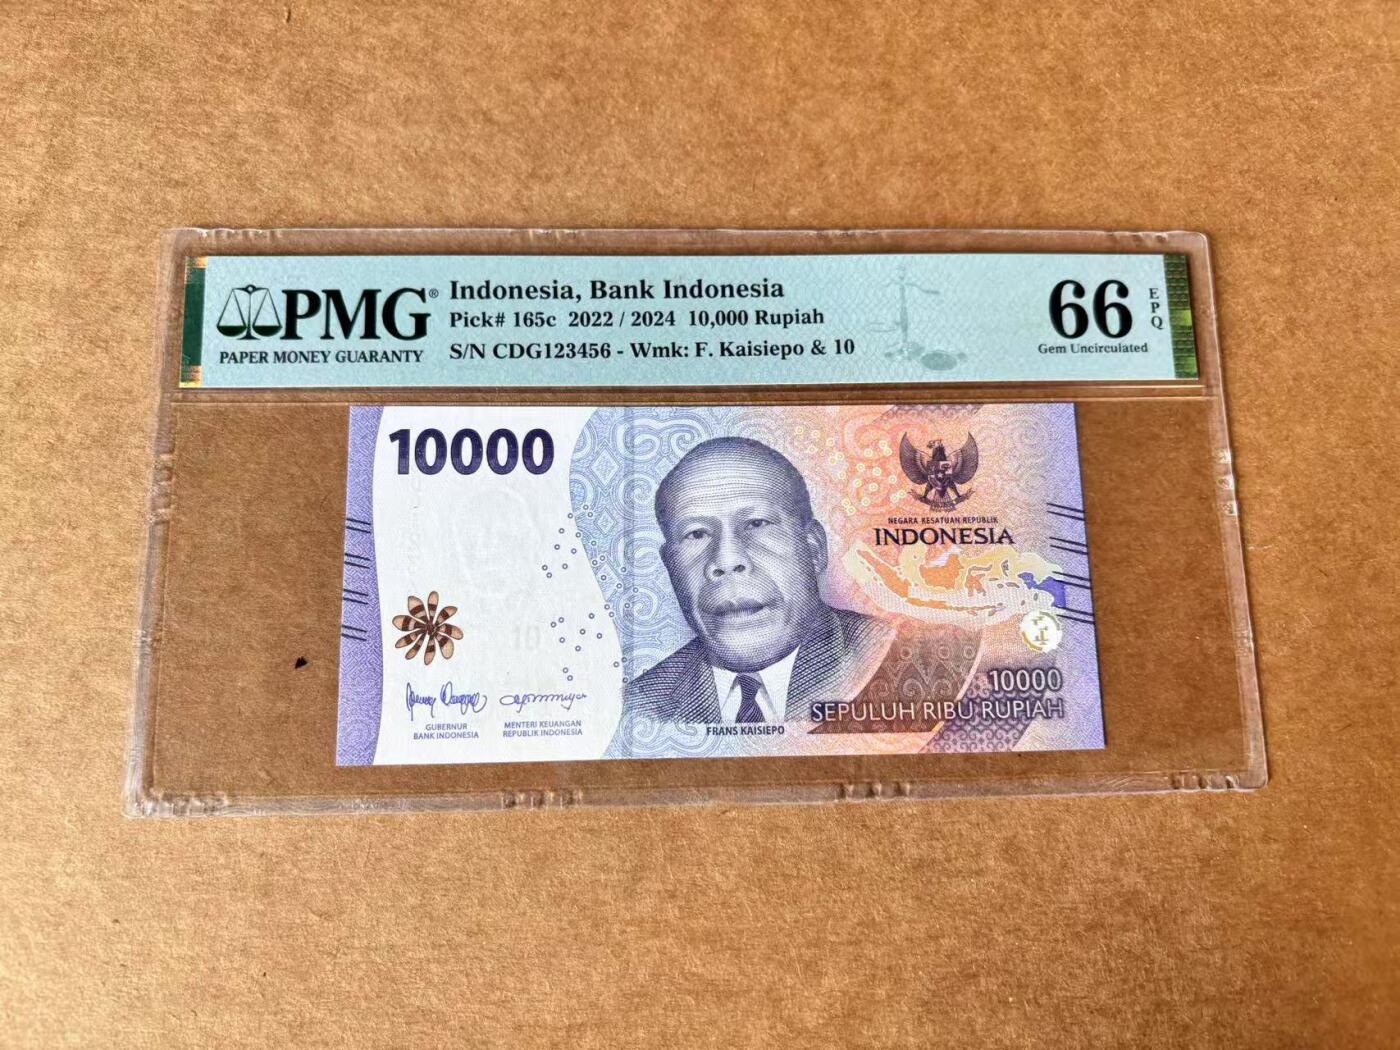 PMG®
PAPER MONEY GUARANTY
Indonesia, Bank Indonesia
Pick# 165c 2022 / 2024 10,000 Rupiah
S/N CDG123456 - Wmk: F. Kaisiepo & 10
66
EPQ
Gem Uncirculated
10000
NEGARA KESATUAN REPUBLIK
INDONESIA
10
10000
SEPULUH RIBU RUPIAH
GUBERNUR
BANK INDONESIA
MENTERI KEUANGAN
REPUBLIK INDONESIA
FRANS KAISIEPO